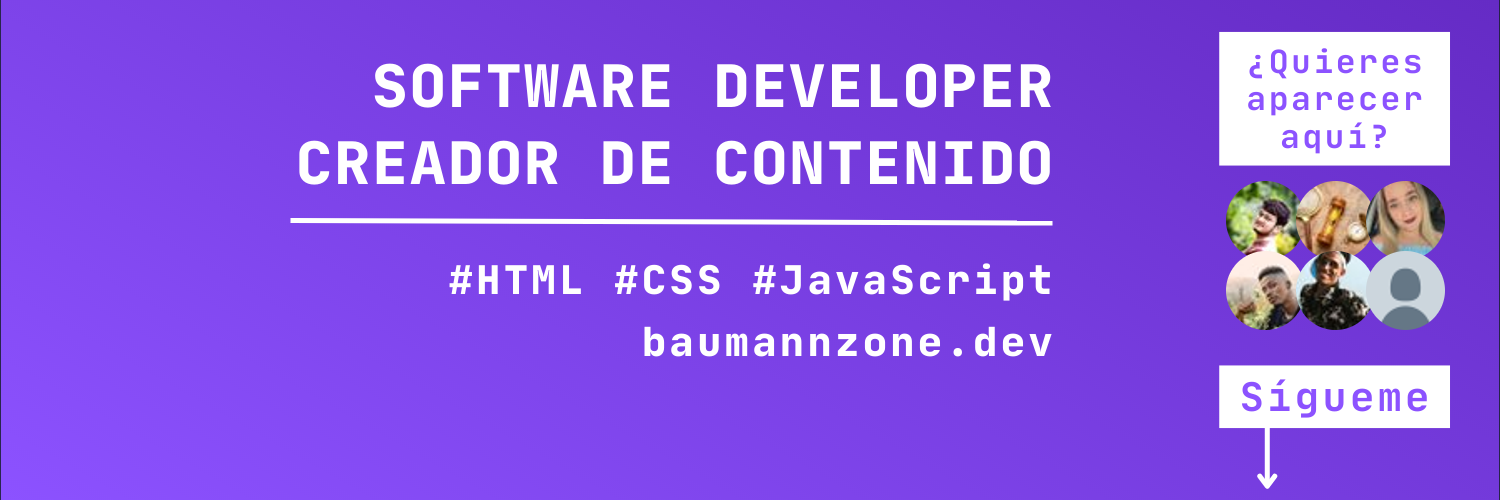 SOFTWARE DEVELOPER
CREADOR DE CONTENIDO
#HTML #CSS #JavaScript
baumannzone.dev
¿Quieres
aparecer
aquí?
Sígueme